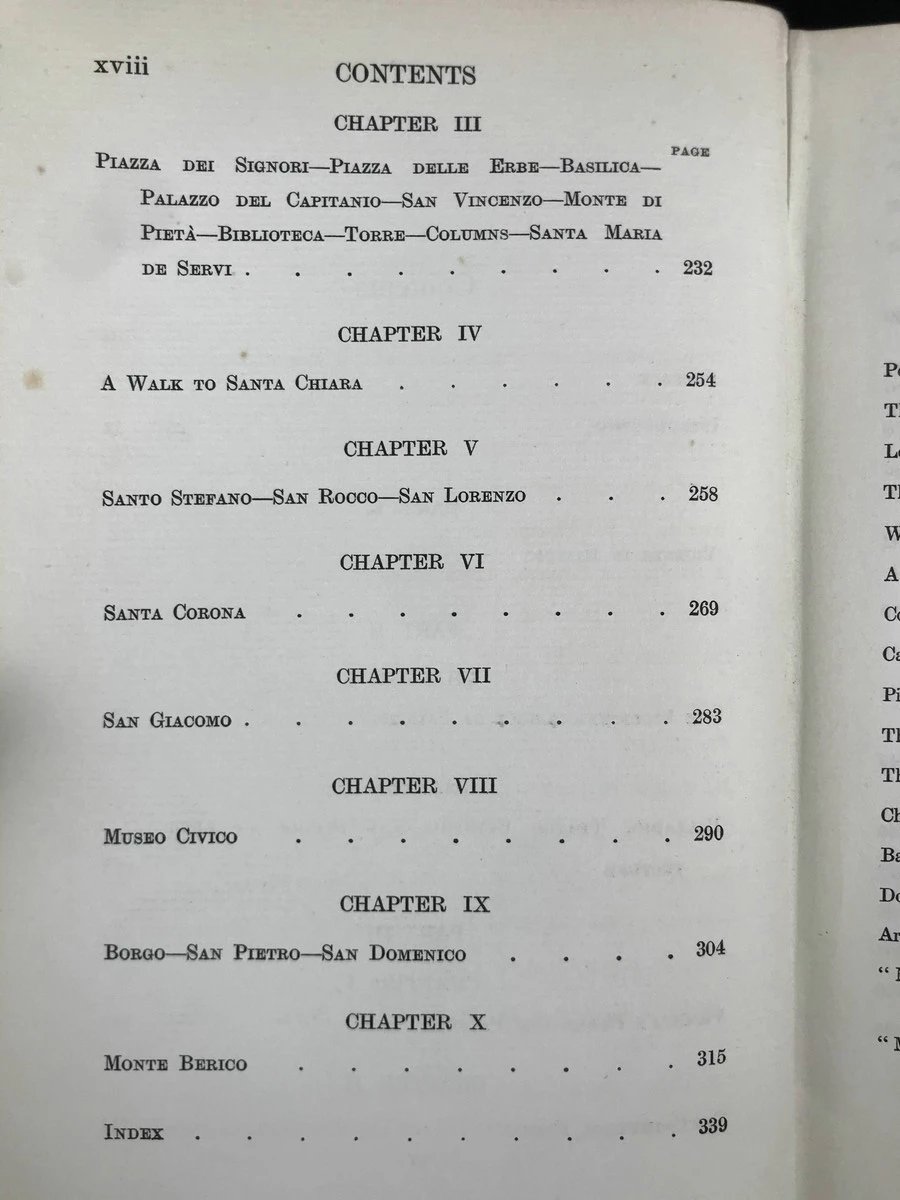 xviii
CONTENTS
CHAPTER III
PAGE
Piazza dei Signori—Piazza delle Erbe—Basilica—
Palazzo del Capitanio—San Vincenzo—Monte di
Pietà—Biblioteca—Torre—Columns—Santa Maria
de Servi . . . . . . . . . 232
CHAPTER IV
A Walk to Santa Chiara . . . . . . 254
CHAPTER V
Santo Stefano—San Rocco—San Lorenzo . . . 258
CHAPTER VI
Santa Corona . . . . . . . . 269
CHAPTER VII
San Giacomo . . . . . . . . . 283
CHAPTER VIII
Museo Civico . . . . . . . . 290
CHAPTER IX
Borgo—San Pietro—San Domenico . . . . 304
CHAPTER X
Monte Berico . . . . . . . . 315
Index . . . . . . . . . . 339